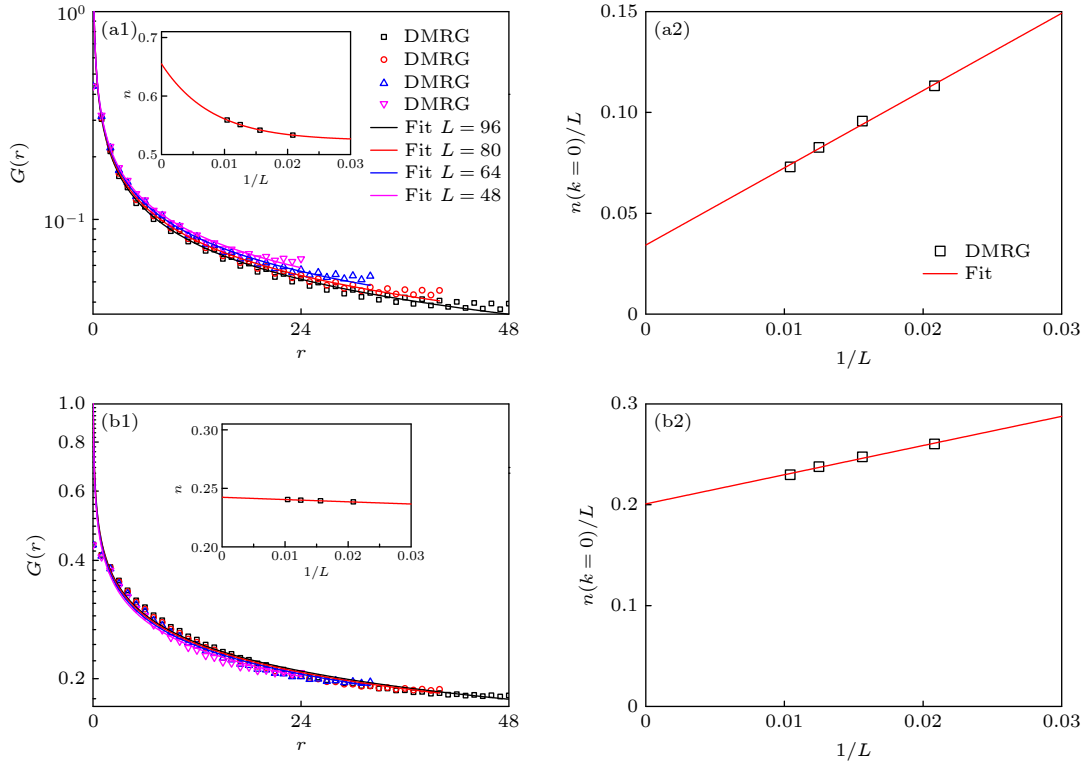 (a1)
10⁰
10⁻¹
G(r)
0
24
48
r
0.7
0.6
0.5
n
0
0.01
0.02
0.03
1/L
DMRG
DMRG
DMRG
DMRG
Fit L = 96
Fit L = 80
Fit L = 64
Fit L = 48
(a2)
0.15
0.10
0.05
0
n(k = 0)/L
0
0.01
0.02
0.03
1/L
DMRG
Fit
(b1)
1.0
0.8
0.6
0.4
0.2
G(r)
0
24
48
r
0.30
0.25
0.20
n
0
0.01
0.02
0.03
1/L
(b2)
0.3
0.2
0.1
0
n(k = 0)/L
0
0.01
0.02
0.03
1/L